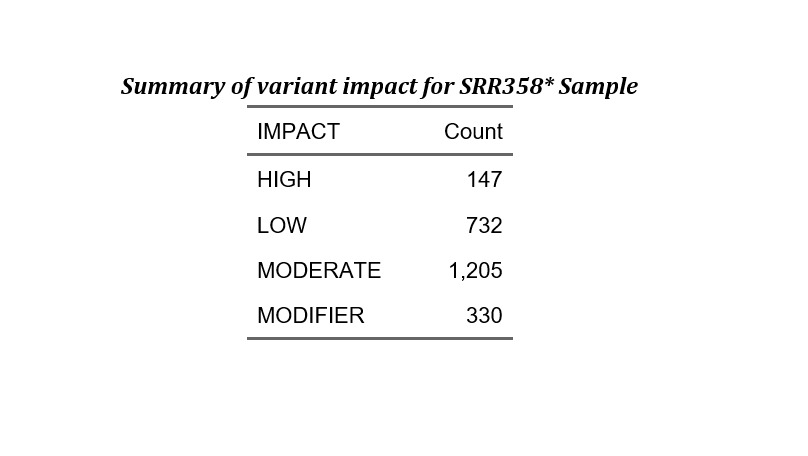 Summary of variant impact for SRR358* Sample
IMPACT Count
HIGH 147
LOW 732
MODERATE 1,205
MODIFIER 330